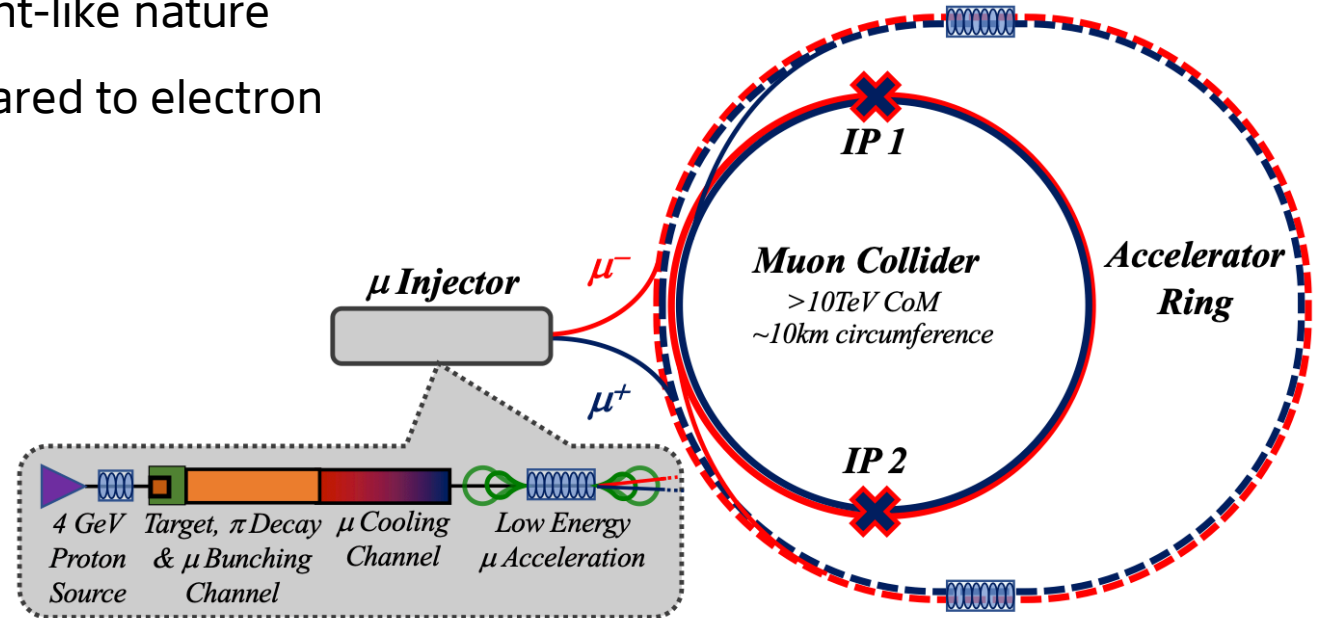 nt-like nature
ared to electron
IP 1
μ Injector
μ⁻
μ⁺
Muon Collider
>10TeV CoM
~10km circumference
Accelerator
Ring
IP 2
4 GeV
Proton
Source
Target, π Decay
& μ Bunching
Channel
μ Cooling
Channel
Low Energy
μ Acceleration